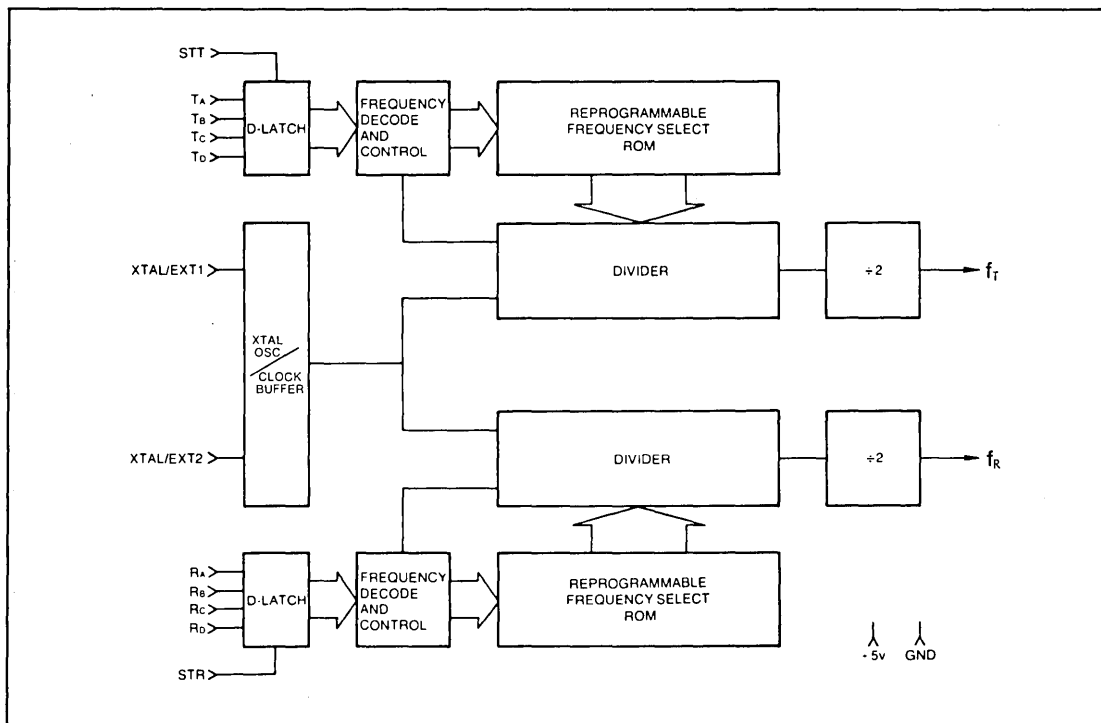 STT
TA
TB
TC
TD
D-LATCH
FREQUENCY
DECODE
AND
CONTROL
REPROGRAMMABLE
FREQUENCY SELECT
ROM
XTAL/EXT1
XTAL
OSC
CLOCK
BUFFER
XTAL/EXT2
DIVIDER
÷2
fT
DIVIDER
÷2
fR
RA
RB
RC
RD
D-LATCH
STR
FREQUENCY
DECODE
AND
CONTROL
REPROGRAMMABLE
FREQUENCY SELECT
ROM
- 5v GND